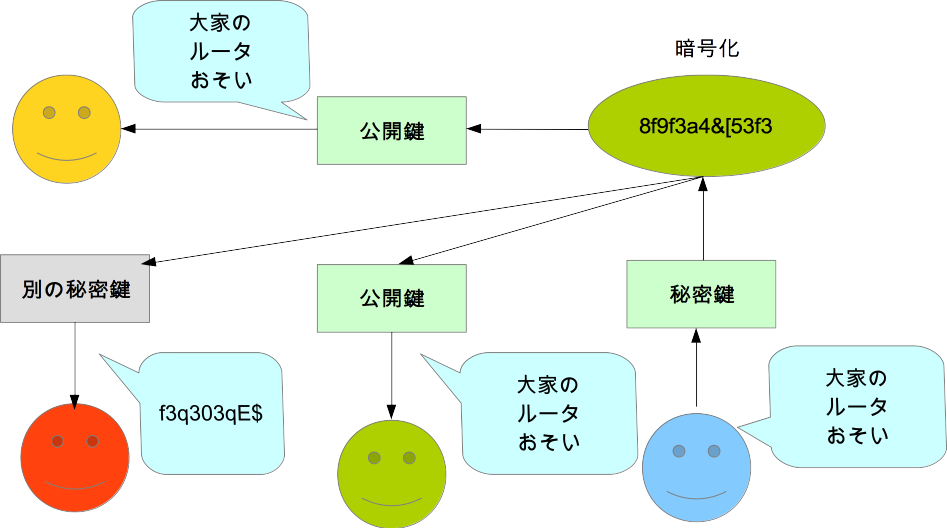 大家の
ルータ
おそい
暗号化
公開鍵
8f9f3a4&[53f3
別の秘密鍵
公開鍵
秘密鍵
f3q303qE$
大家の
ルータ
おそい
大家の
ルータ
おそい